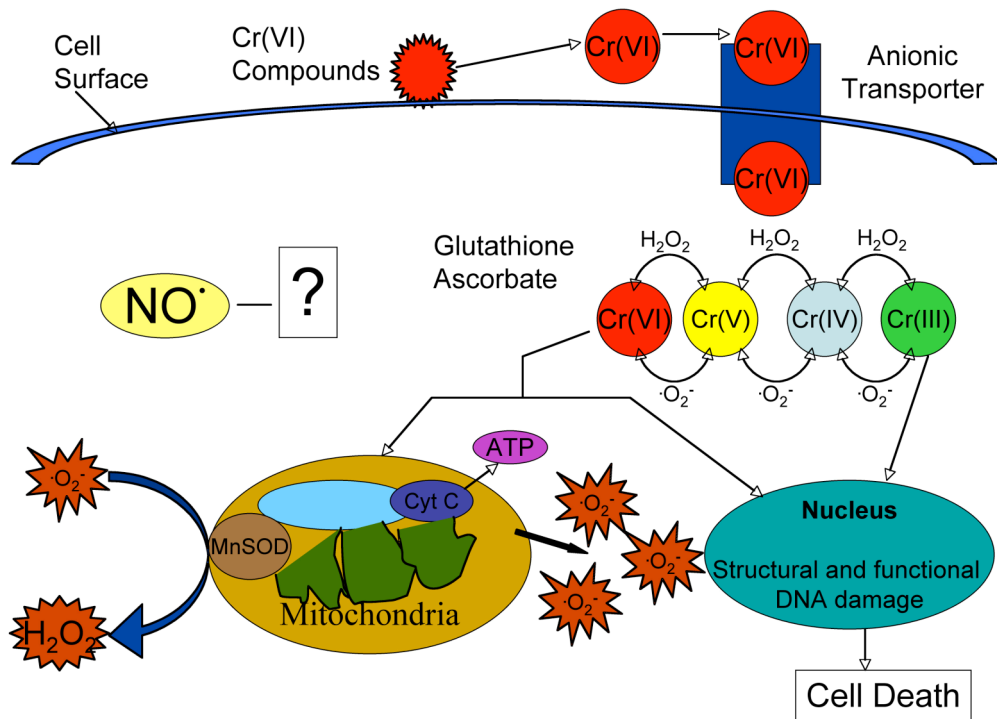 Cell
Surface
Cr(VI)
Compounds
Cr(VI)
Cr(VI)
Anionic
Transporter
Cr(VI)
Glutathione
Ascorbate
H₂O₂
H₂O₂
H₂O₂
NO·
?
Cr(VI)
Cr(V)
Cr(IV)
Cr(III)
·O₂⁻
·O₂⁻
·O₂⁻
ATP
·O₂⁻
Cyt C
MnSOD
Mitochondria
·O₂⁻
·O₂⁻
·O₂⁻
H₂O₂
Nucleus
Structural and functional
DNA damage
Cell Death